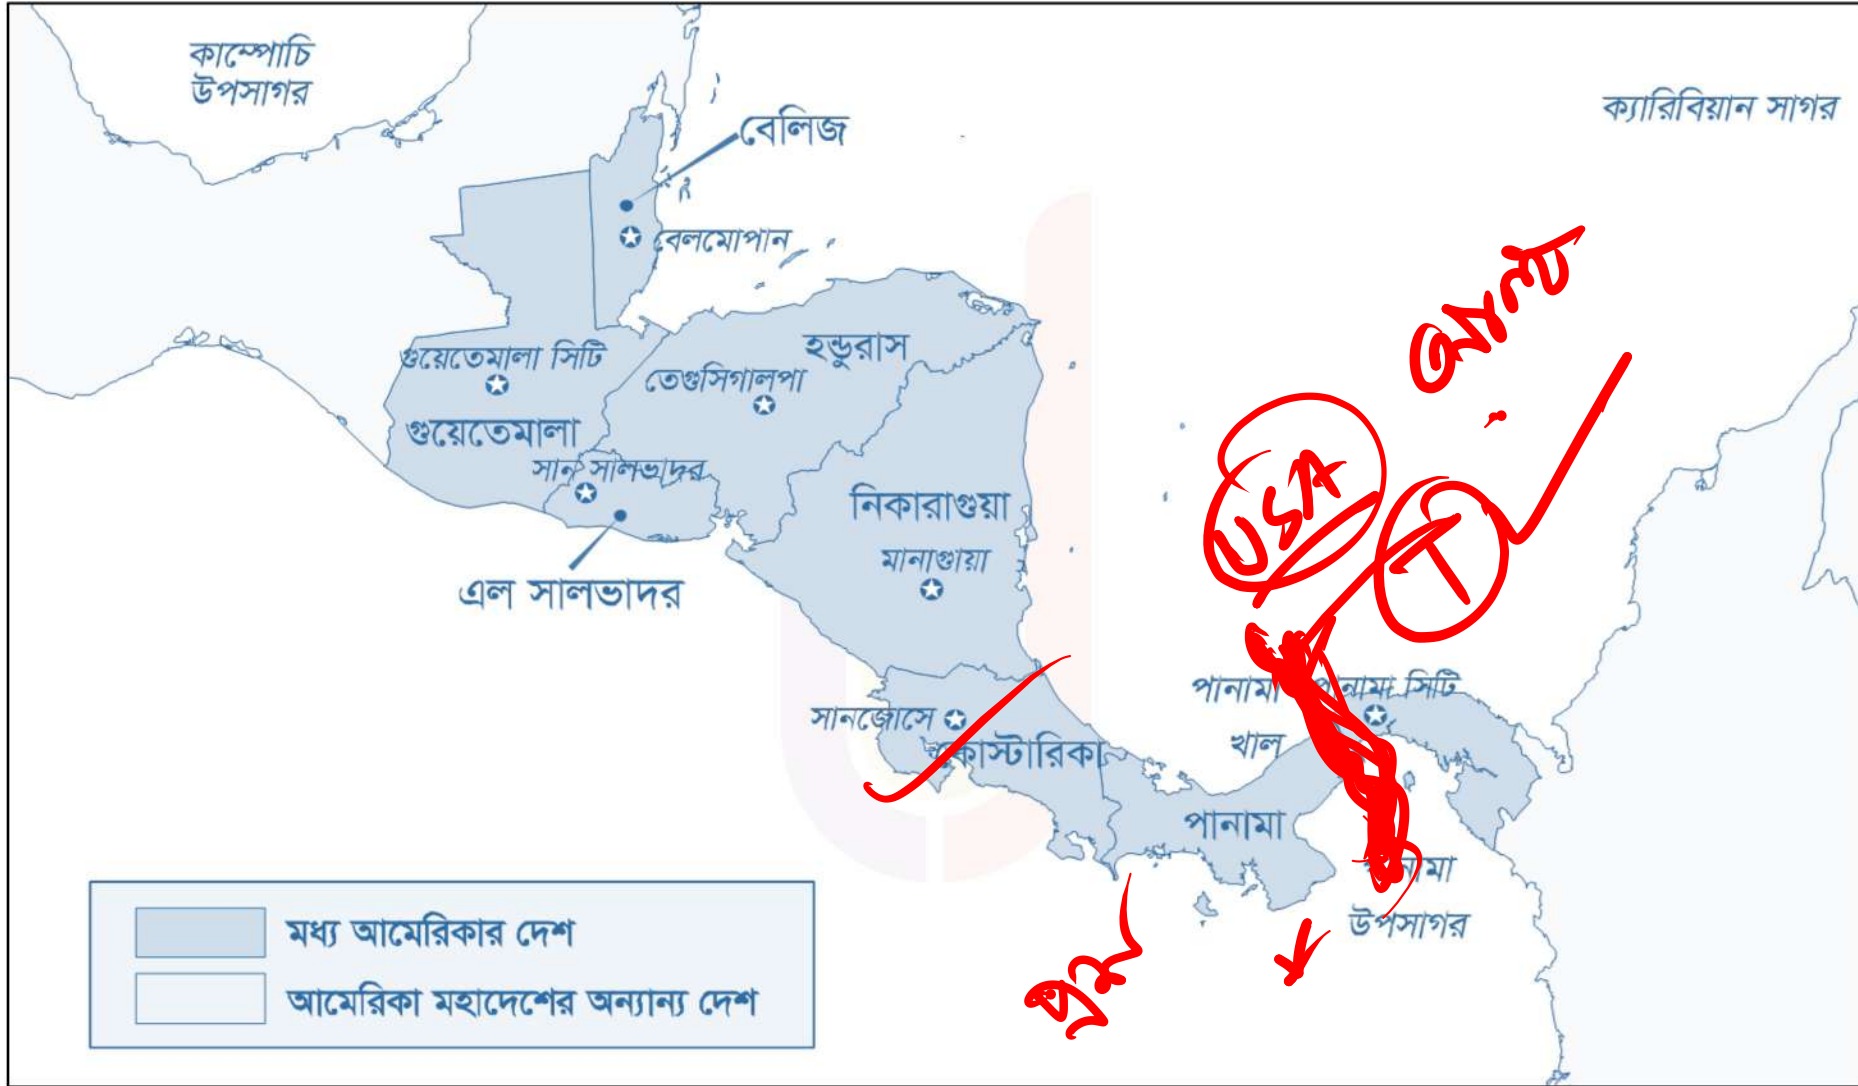 কাম্পোচি
উপসাগর
ক্যারিবিয়ান সাগর
বেলিজ
বেলমোপান
হন্ডুরাস
গুয়েতেমালা সিটি
তেগুসিগালপা
গুয়েতেমালা
সান সালভাদর
নিকারাগুয়া
মানাগুয়া
এল সালভাদর
USA
T
পানামা
পানামা সিটি
খাল
সানজোসে
কোস্টারিকা
পানামা
পানামা
উপসাগর
মধ্য আমেরিকার দেশ
আমেরিকা মহাদেশের অন্যান্য দেশ